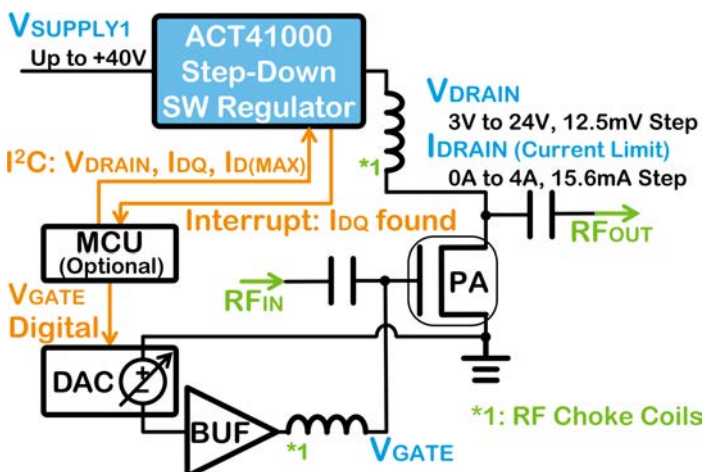 VSUPPLY1
Up to +40V
ACT41000
Step-Down
SW Regulator
VDRAIN
3V to 24V, 12.5mV Step
IDRAIN (Current Limit)
0A to 4A, 15.6mA Step
*1
I²C: VDRAIN, IDQ, ID(MAX)
Interrupt: IDQ found
MCU
(Optional)
RFOUT
RFIN
PA
VGATE
Digital
DAC
+
−
BUF
*1
VGATE
*1: RF Choke Coils